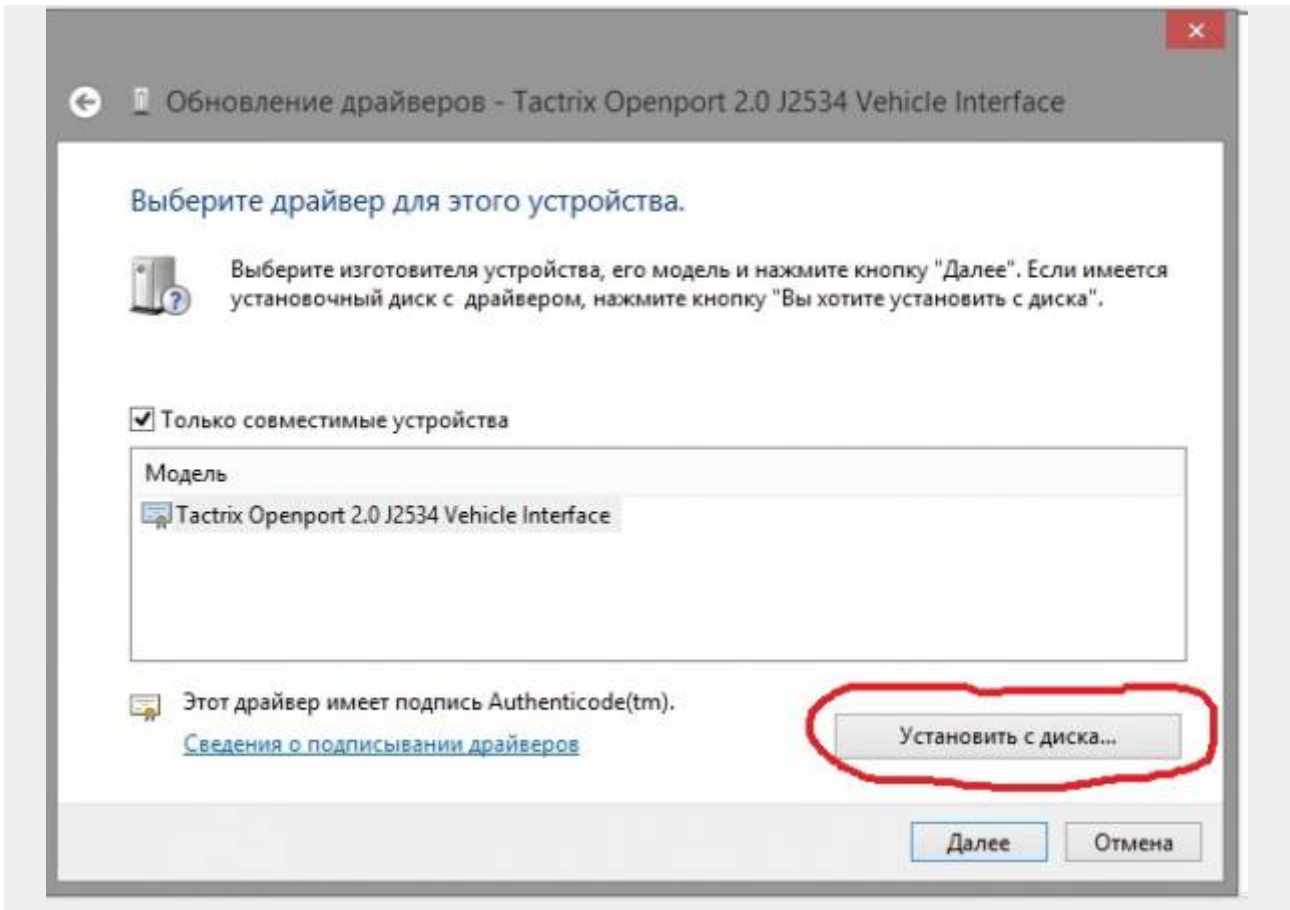 Обновление драйверов - Tactrix Openport 2.0 J2534 Vehicle Interface
Выберите драйвер для этого устройства.
Выберите изготовителя устройства, его модель и нажмите кнопку "Далее". Если имеется
установочный диск с драйвером, нажмите кнопку "Вы хотите установить с диска".
Только совместимые устройства
Модель
Tactrix Openport 2.0 J2534 Vehicle Interface
Этот драйвер имеет подпись Authenticode(tm).
Сведения о подписывании драйверов
Установить с диска...
Далее
Отмена